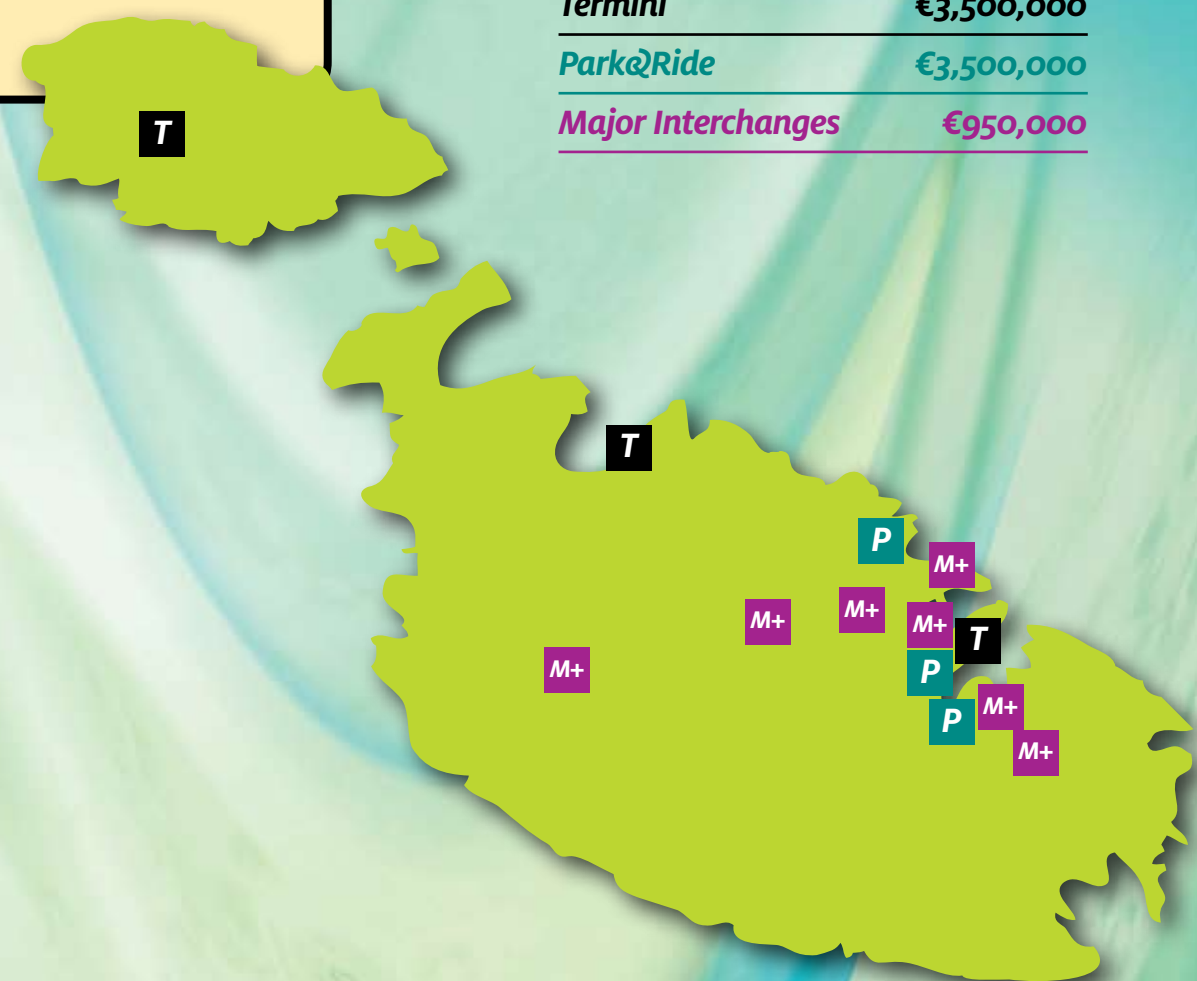 Termini €3,500,000
Park&Ride €3,500,000
Major Interchanges €950,000
T
T
P
M+
M+
M+
M+
T
M+
P
M+
P
M+